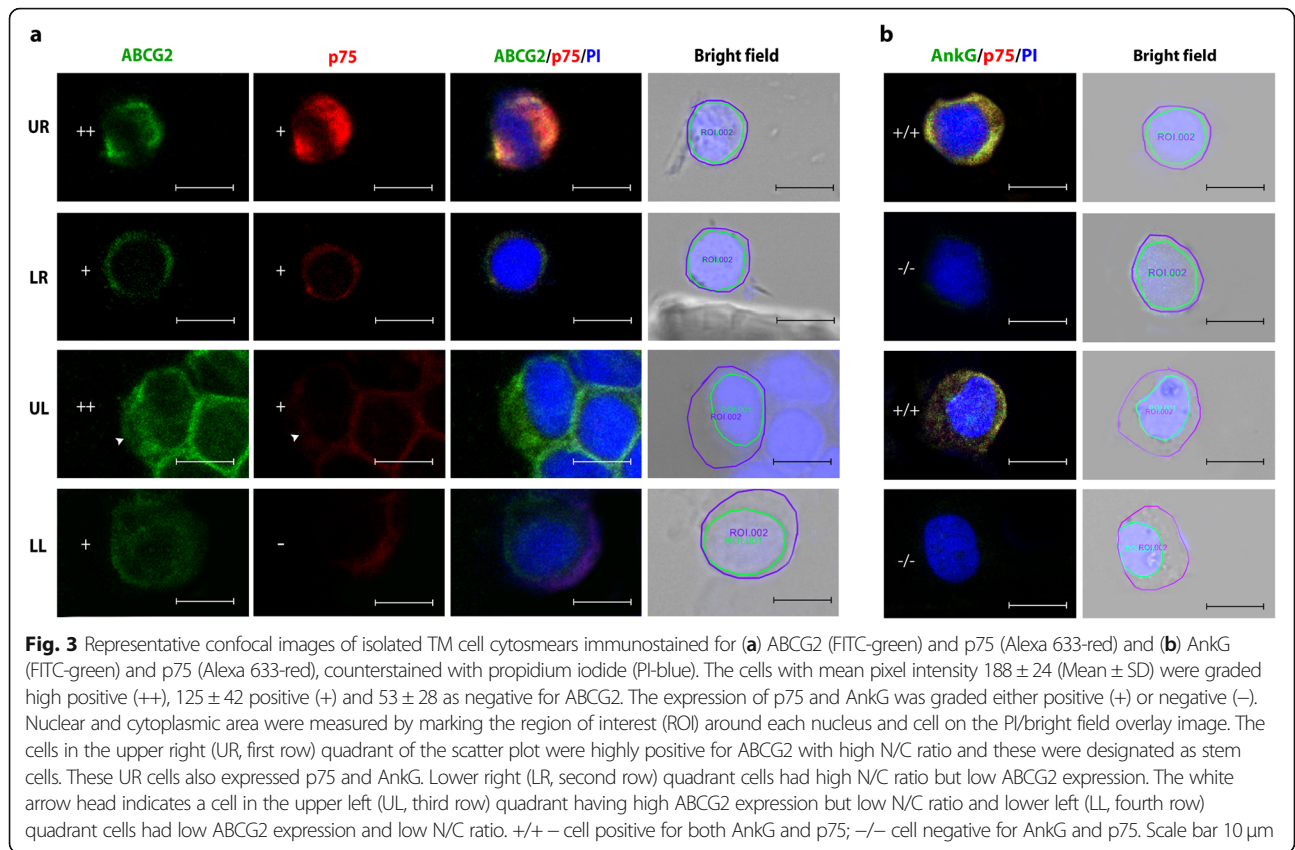 a
b
ABCG2 p75 ABCG2/p75/PI Bright field
AnkG/p75/PI Bright field
UR ++ + ROI.002
+/+ ROI.002
LR + + ROI.002
-/- ROI.002
UL ++ + ROI.002
+/+ ROI.002
LL + - ROI.002
-/- ROI.002
Fig. 3 Representative confocal images of isolated TM cell cytosmears immunostained for (a) ABCG2 (FITC-green) and p75 (Alexa 633-red) and (b) AnkG
(FITC-green) and p75 (Alexa 633-red), counterstained with propidium iodide (PI-blue). The cells with mean pixel intensity 188 ± 24 (Mean ± SD) were graded
high positive (++), 125 ± 42 positive (+) and 53 ± 28 as negative for ABCG2. The expression of p75 and AnkG was graded either positive (+) or negative (−).
Nuclear and cytoplasmic area were measured by marking the region of interest (ROI) around each nucleus and cell on the PI/bright field overlay image. The
cells in the upper right (UR, first row) quadrant of the scatter plot were highly positive for ABCG2 with high N/C ratio and these were designated as stem
cells. These UR cells also expressed p75 and AnkG. Lower right (LR, second row) quadrant cells had high N/C ratio but low ABCG2 expression. The white
arrow head indicates a cell in the upper left (UL, third row) quadrant having high ABCG2 expression but low N/C ratio and lower left (LL, fourth row)
quadrant cells had low ABCG2 expression and low N/C ratio. +/+ − cell positive for both AnkG and p75; −/− cell negative for AnkG and p75. Scale bar 10 μm